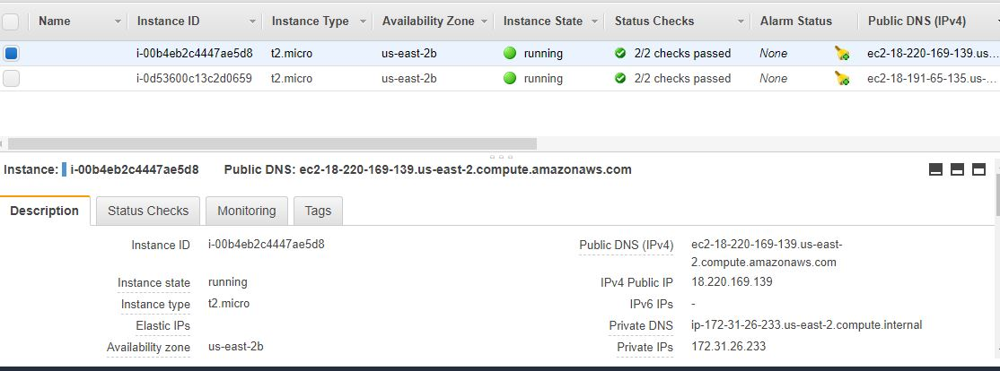 Name Instance ID Instance Type Availability Zone Instance State Status Checks Alarm Status Public DNS (IPv4)
i-00b4eb2c4447ae5d8 t2.micro us-east-2b running 2/2 checks passed None ec2-18-220-169-139.us-...
i-0d53600c13c2d0659 t2.micro us-east-2b running 2/2 checks passed None ec2-18-191-65-135.us-...
Instance: i-00b4eb2c4447ae5d8 Public DNS: ec2-18-220-169-139.us-east-2.compute.amazonaws.com
Description Status Checks Monitoring Tags
Instance ID i-00b4eb2c4447ae5d8 Public DNS (IPv4) ec2-18-220-169-139.us-east-
2.compute.amazonaws.com
Instance state running IPv4 Public IP 18.220.169.139
Instance type t2.micro IPv6 IPs -
Elastic IPs Private DNS ip-172-31-26-233.us-east-2.compute.internal
Availability zone us-east-2b Private IPs 172.31.26.233